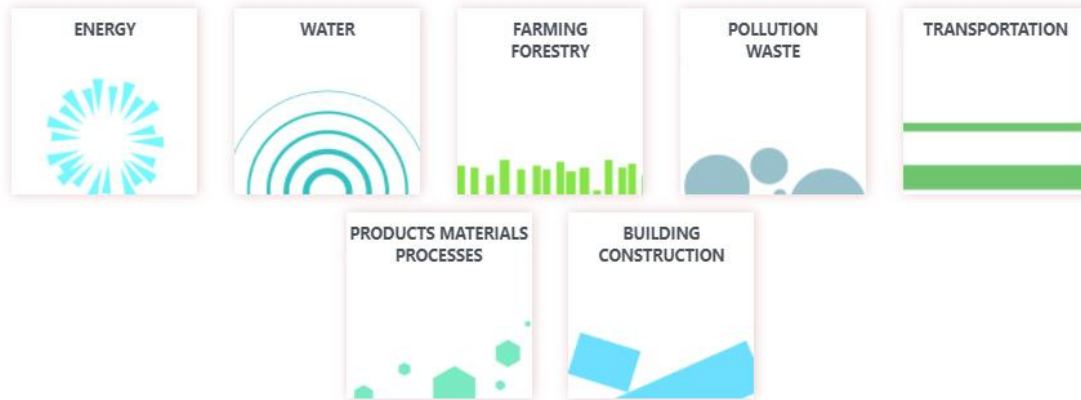 ENERGY
WATER
FARMING
FORESTRY
POLLUTION
WASTE
TRANSPORTATION
PRODUCTS MATERIALS
PROCESSES
BUILDING
CONSTRUCTION